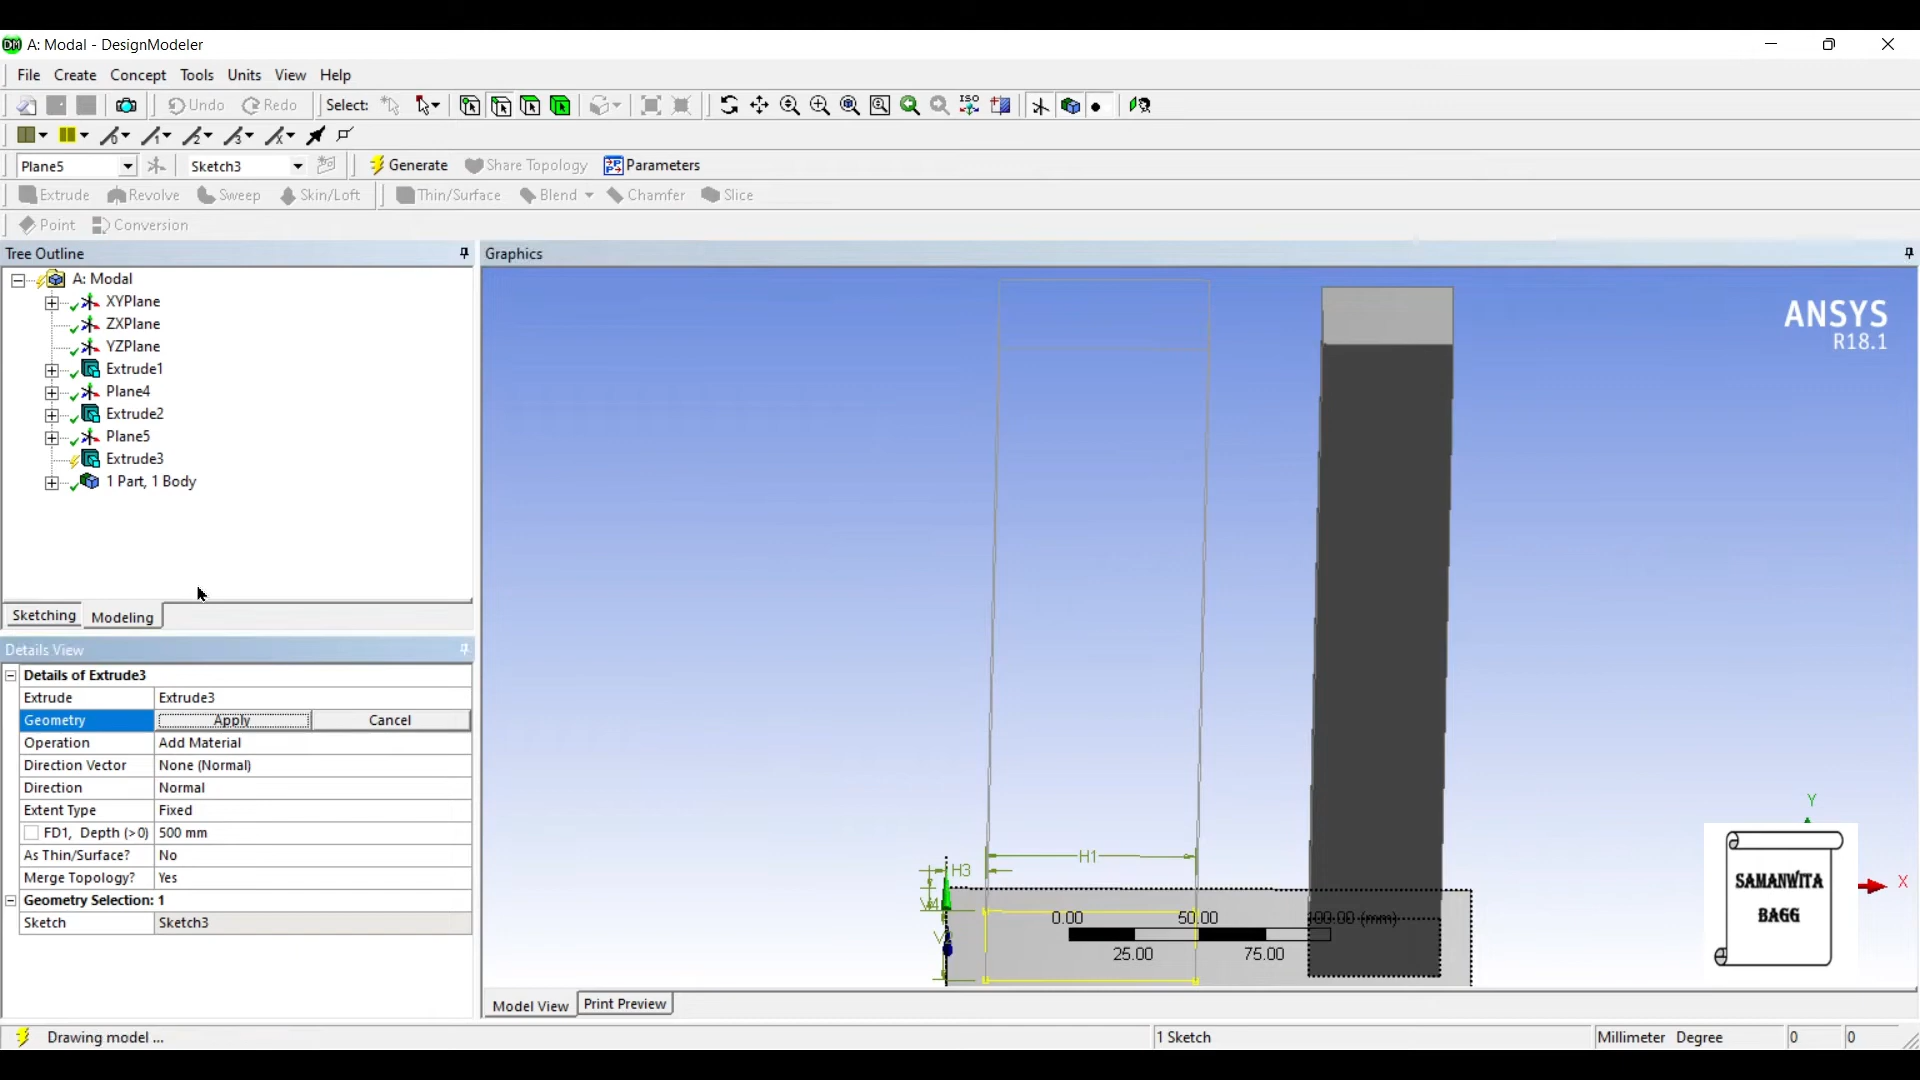 A: Modal - DesignModeler
File Create Concept Tools Units View Help
Undo Redo Select: ISO
Plane5 Sketch3 Generate Share Topology Parameters
Extrude Revolve Sweep Skin/Loft Thin/Surface Blend Chamfer Slice
Point Conversion
Tree Outline
A: Modal
XYPlane
ZXPlane
YZPlane
Extrude1
Plane4
Extrude2
Plane5
Extrude3
1 Part, 1 Body
Sketching Modeling
Details View
Details of Extrude3
Extrude Extrude3
Geometry Apply Cancel
Operation Add Material
Direction Vector None (Normal)
Direction Normal
Extent Type Fixed
FD1, Depth (>0) 500 mm
As Thin/Surface? No
Merge Topology? Yes
Geometry Selection: 1
Sketch Sketch3
Graphics
ANSYS
R18.1
H1
H3
0.00 50.00 100.00 (mm)
25.00 75.00
Y
X
SAMANWITA
BAGG
Model View Print Preview
Drawing model ... 1 Sketch Millimeter Degree 0 0